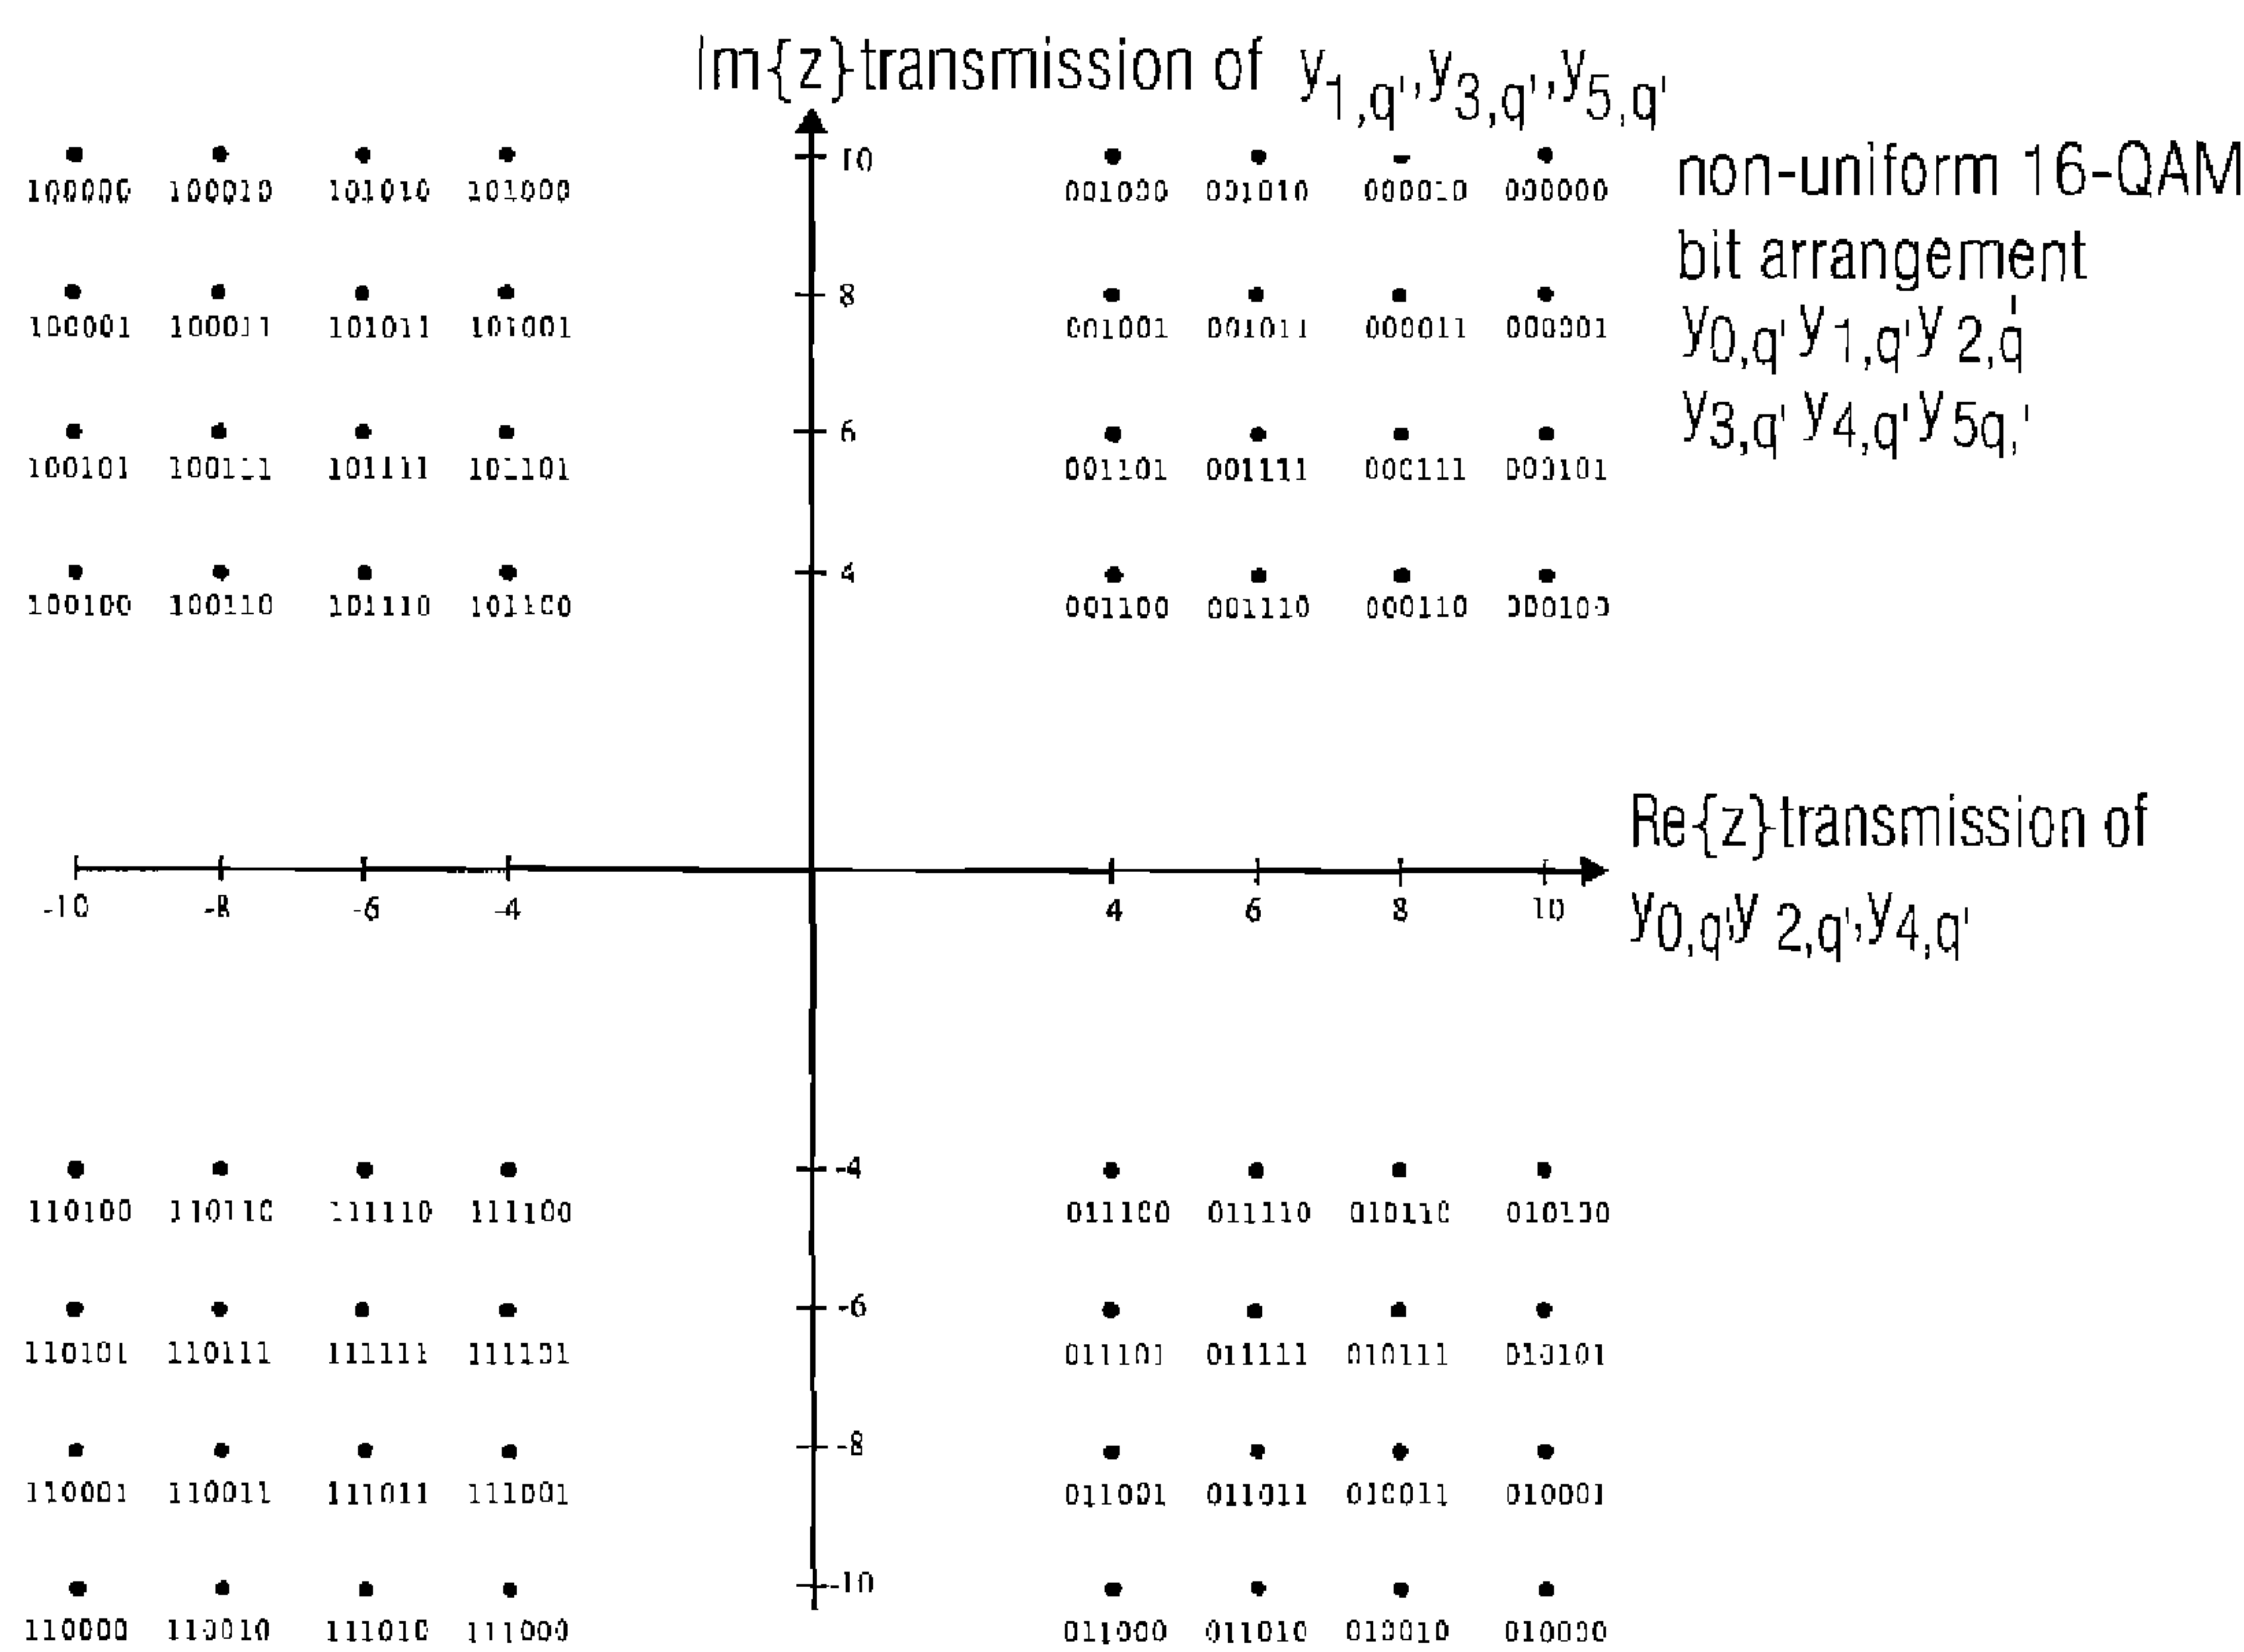 Im{z} transmission of y1,q',y3,q',y5,q'
non-uniform 16-QAM
bit arrangement
y0,q' y1,q' y 2,q'
y3,q' y4,q' y5q,'
100000 100010 101010 101000 10 001000 001010 000010 000000
100001 100011 101011 101001 8 001001 001011 000011 000001
100101 100111 101111 101101 6 001101 001111 000111 000101
100100 100110 101110 101100 4 001100 001110 000110 000100
Re{z} transmission of
y0,q' y 2,q',y4,q'
-10 -8 -6 -4 4 6 8 10
-4
110100 110110 111110 111100 011100 011110 010110 010100
-6
110101 110111 111111 111101 011101 011111 010111 010101
-8
110001 110011 111011 111001 011001 011011 010011 010001
-10
110000 110010 111010 111000 011000 011010 010010 010000